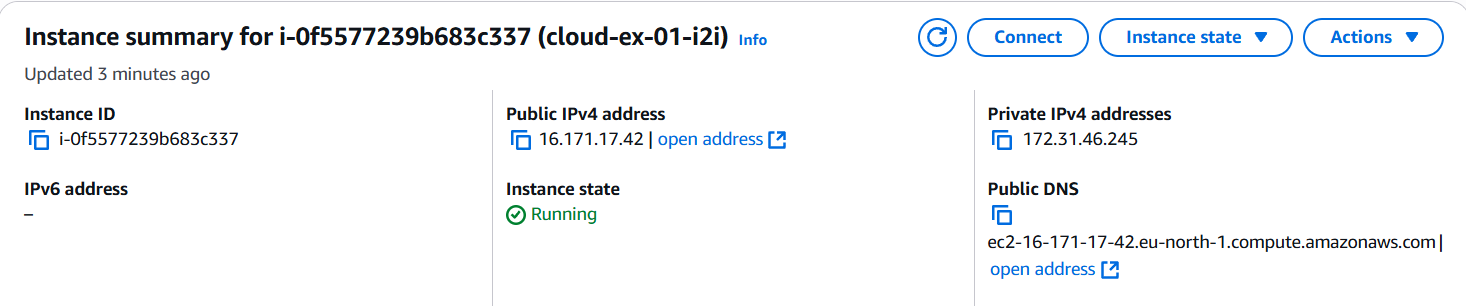 Instance summary for i-0f5577239b683c337 (cloud-ex-01-i2i) Info
Connect
Instance state
Actions
Updated 3 minutes ago
Instance ID
i-0f5577239b683c337
Public IPv4 address
16.171.17.42 | open address
Private IPv4 addresses
172.31.46.245
IPv6 address
–
Instance state
Running
Public DNS
ec2-16-171-17-42.eu-north-1.compute.amazonaws.com |
open address